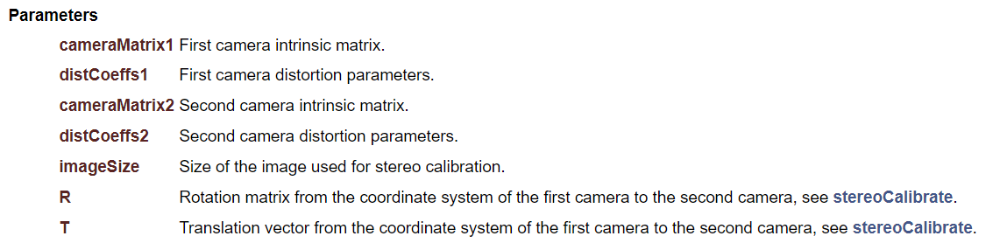 Parameters
cameraMatrix1 First camera intrinsic matrix.
distCoeffs1 First camera distortion parameters.
cameraMatrix2 Second camera intrinsic matrix.
distCoeffs2 Second camera distortion parameters.
imageSize Size of the image used for stereo calibration.
R Rotation matrix from the coordinate system of the first camera to the second camera, see stereoCalibrate.
T Translation vector from the coordinate system of the first camera to the second camera, see stereoCalibrate.